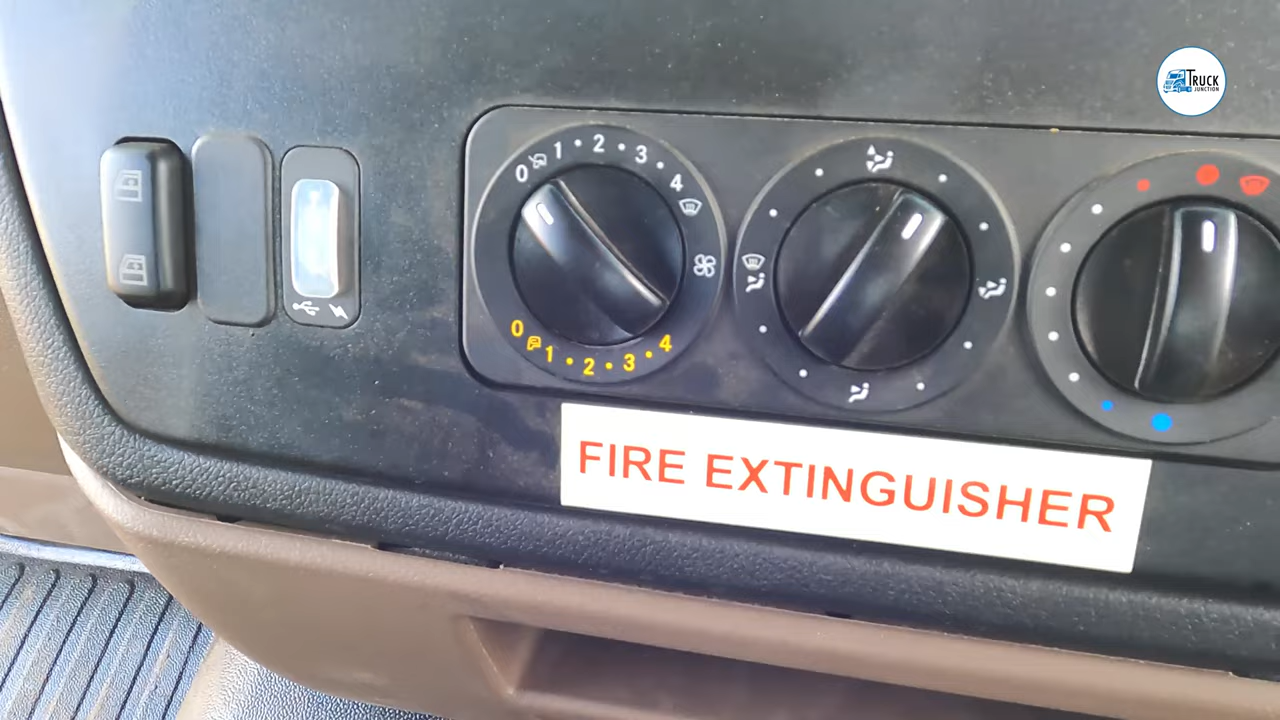 TRUCK
JUNCTION
0 1 2 3 4
0 P 1 2 3 4
FIRE EXTINGUISHER